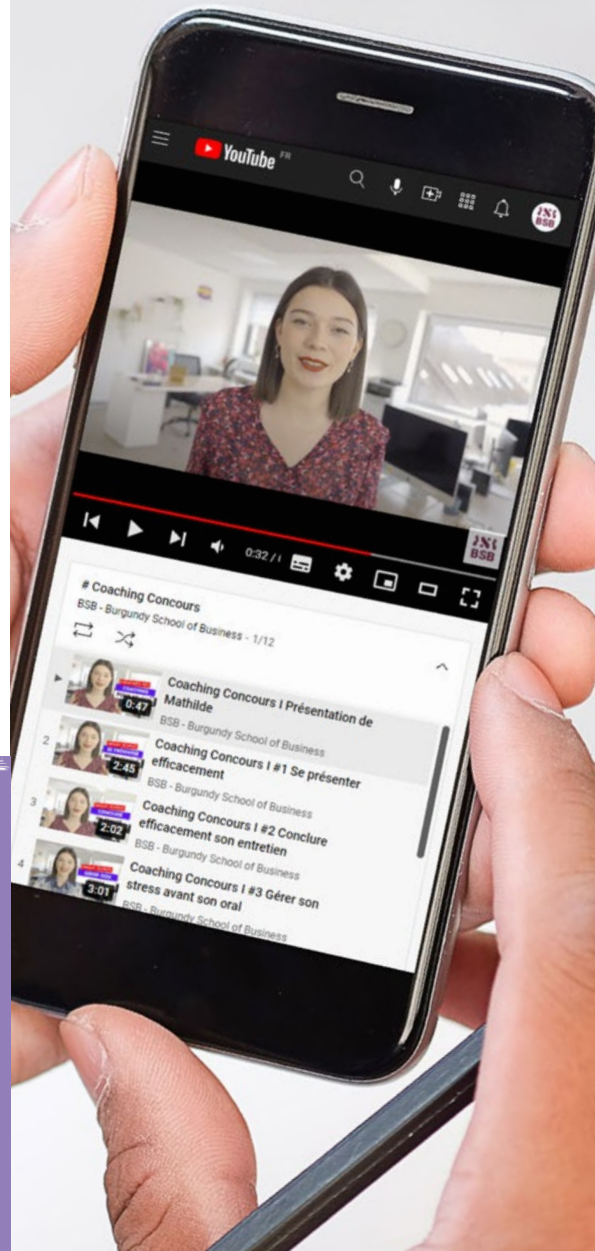 YouTube FR
BSB
BSB
0:32 /
# Coaching Concours
BSB - Burgundy School of Business - 1/12
0:47
Coaching Concours I Présentation de
Mathilde
BSB - Burgundy School of Business
2
2:45
Coaching Concours I #1 Se présenter
efficacement
BSB - Burgundy School of Business
3
2:02
Coaching Concours I #2 Conclure
efficacement son entretien
BSB - Burgundy School of Business
4
3:01
Coaching Concours I #3 Gérer son
stress avant son oral
BSB - Burgundy School of Business